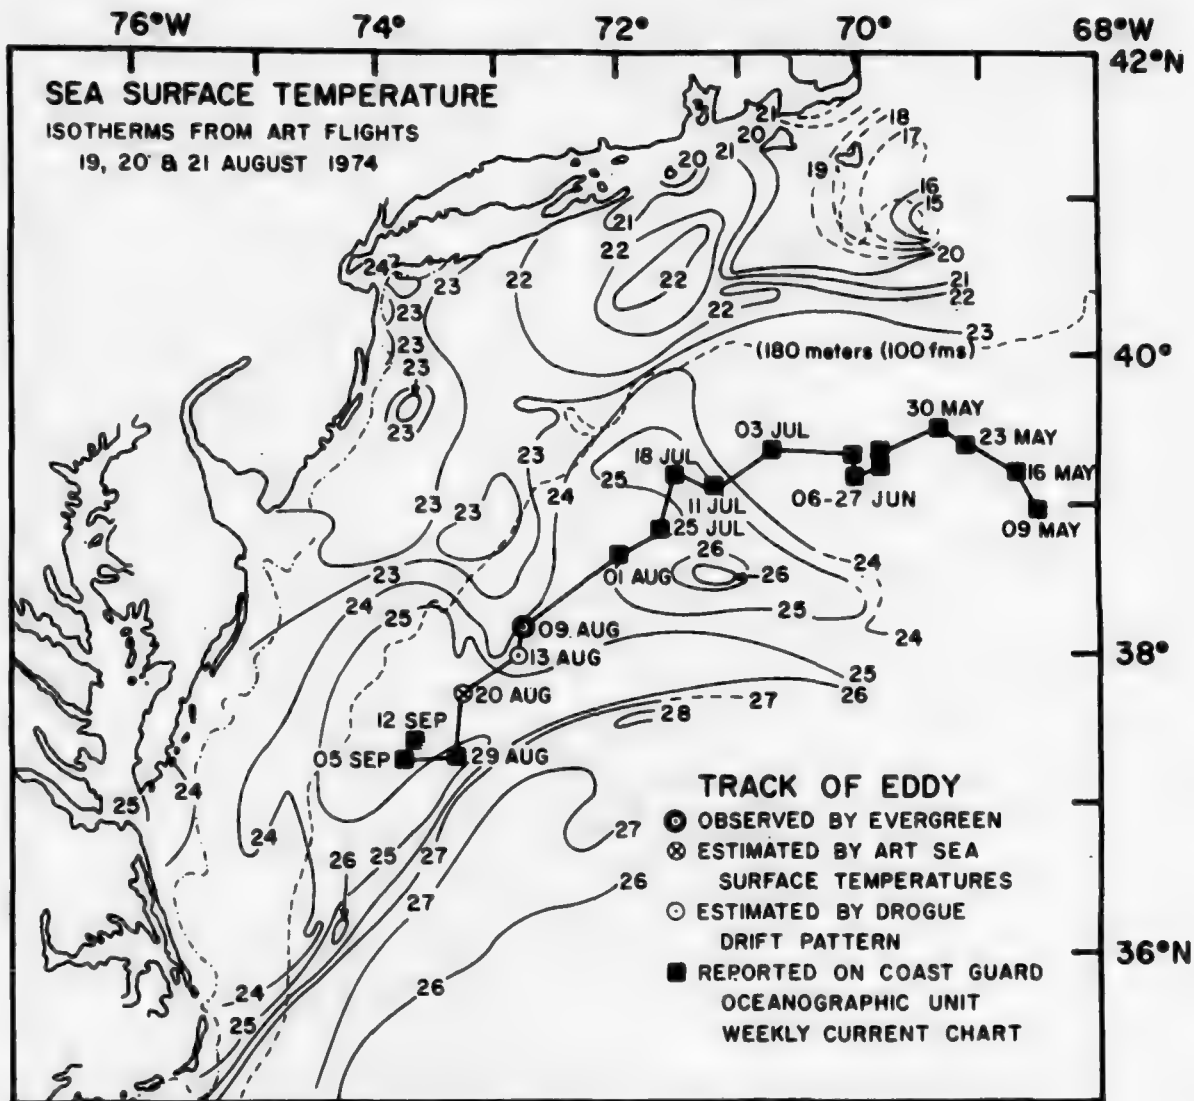 76°W 74° 72° 70° 68°W
42°N
SEA SURFACE TEMPERATURE
ISOTHERMS FROM ART FLIGHTS
19, 20 & 21 AUGUST 1974
21 18
20 17
20 21 19
16
15
21
24 23 22 22 20
23 22 21
22 22
23 23
(180 meters (100 fms)
40°
23
23
30 MAY
03 JUL 23 MAY
23 18 JUL 16 MAY
25 24 11 JUL 06-27 JUN
23 23 25 JUL 09 MAY
26 24
23 01 AUG 26
24 25 25
09 AUG 24
38°
13 AUG
25
20 AUG 26
27
12 SEP 28
05 SEP 29 AUG
24
25
24 25 27 27
26
27 26
24 26
25
36°N
TRACK OF EDDY
OBSERVED BY EVERGREEN
ESTIMATED BY ART SEA
SURFACE TEMPERATURES
ESTIMATED BY DROGUE
DRIFT PATTERN
REPORTED ON COAST GUARD
OCEANOGRAPHIC UNIT
WEEKLY CURRENT CHART